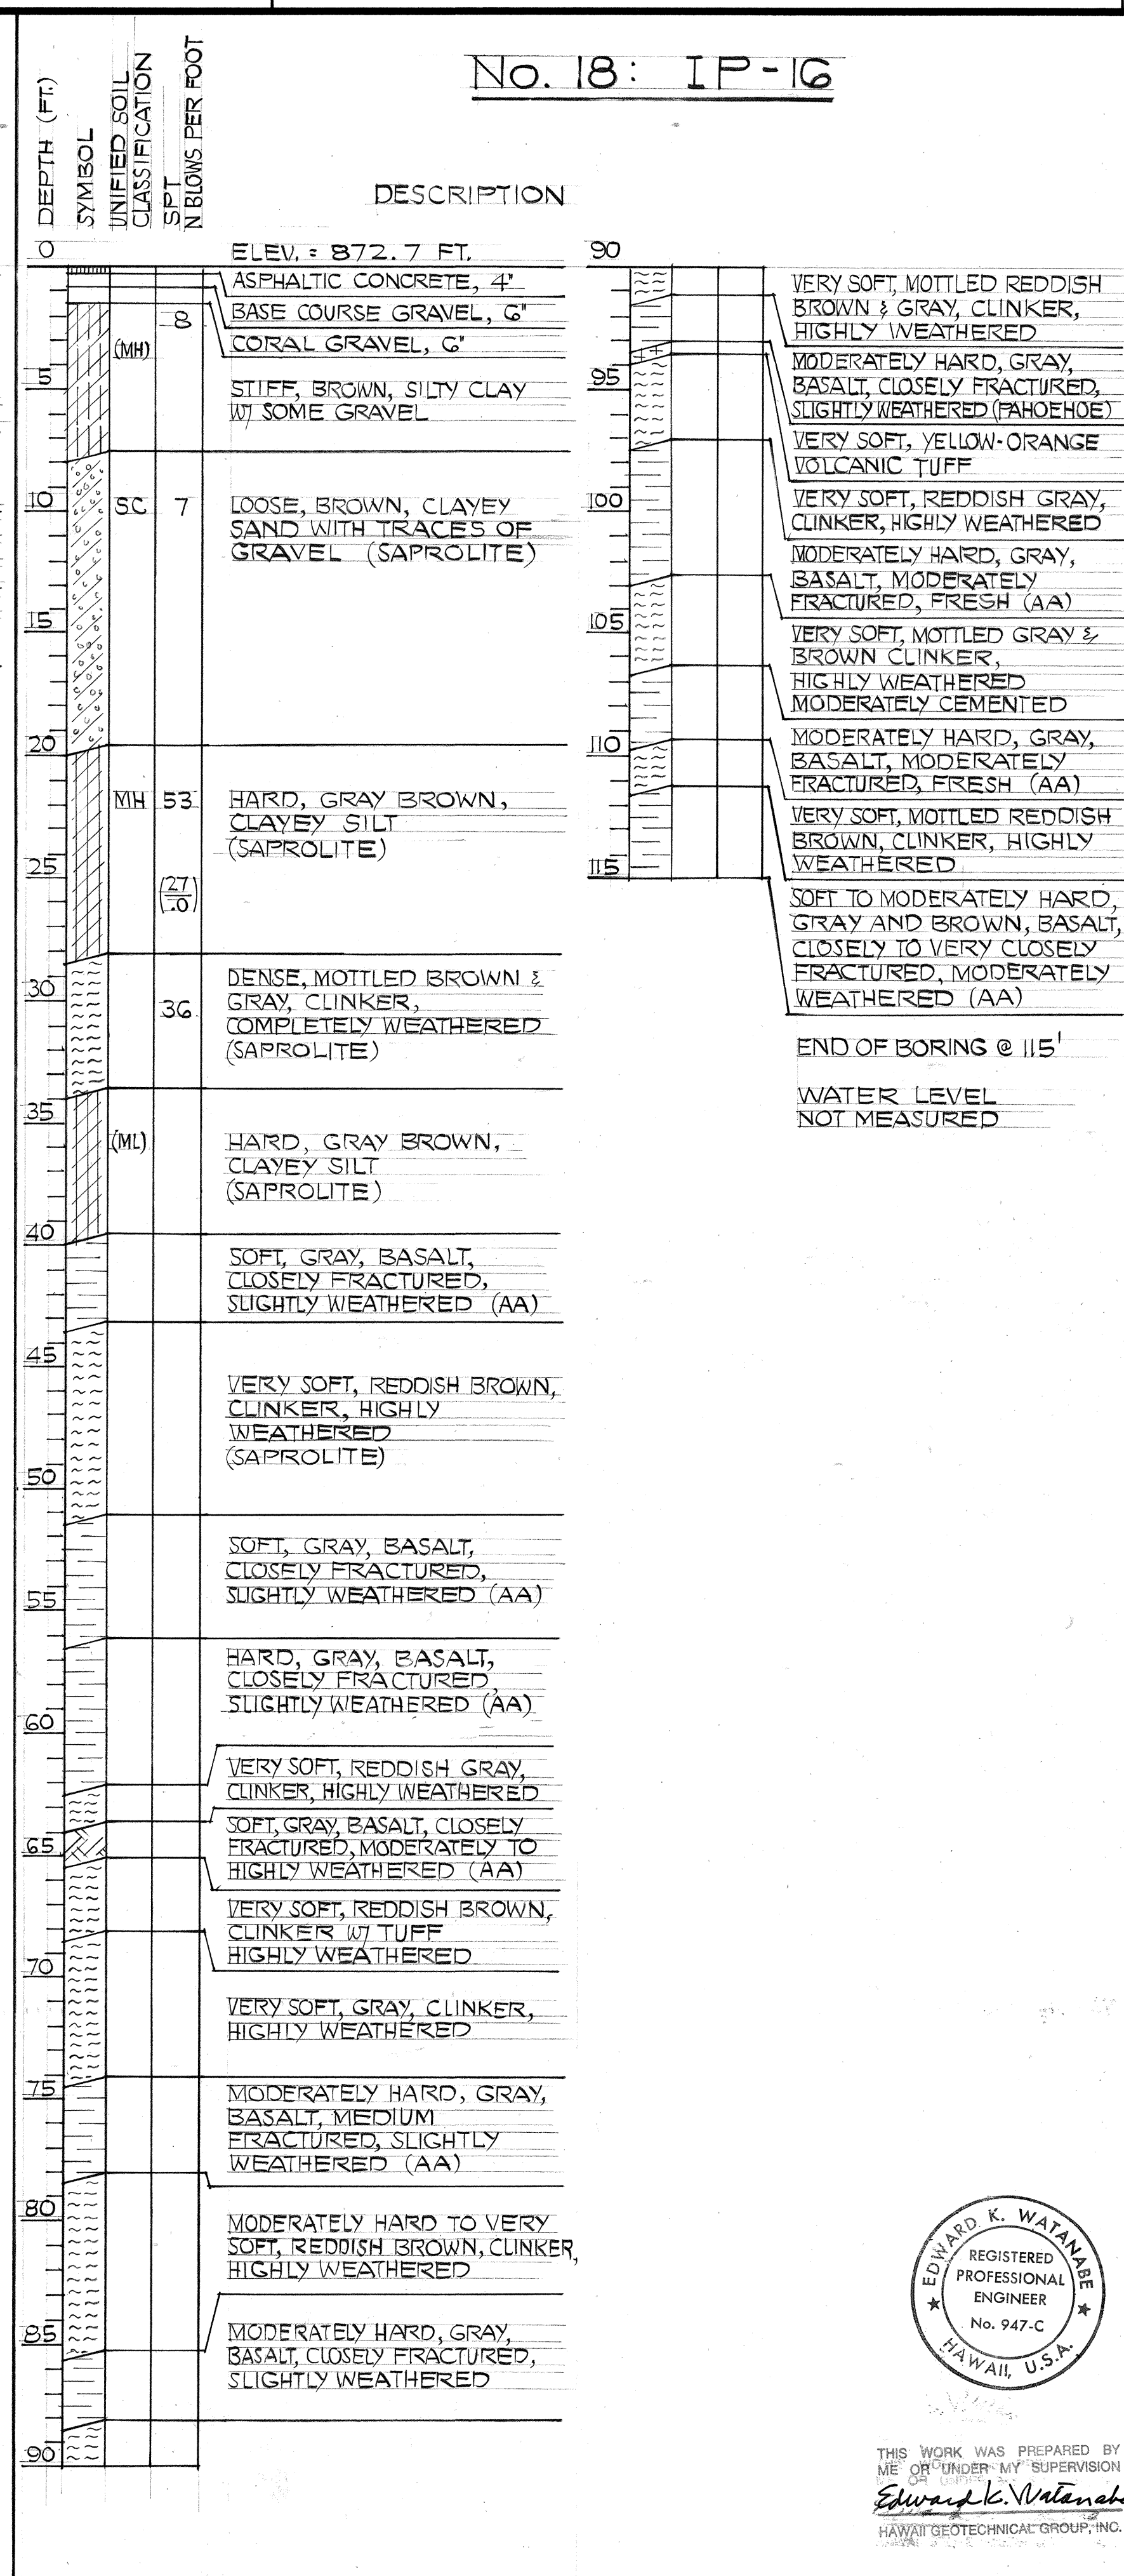 No. 18: IP-16
DEPTH (FT.)
SYMBOL
UNIFIED SOIL
CLASSIFICATION
SPT
N BLOWS PER FOOT
DESCRIPTION
0
ELEV. = 872.7 FT.
ASPHALTIC CONCRETE, 4"
BASE COURSE GRAVEL, 6"
8
CORAL GRAVEL, 6"
(MH)
5
STIFF, BROWN, SILTY CLAY
W/ SOME GRAVEL
10
SC
7
LOOSE, BROWN, CLAYEY
SAND WITH TRACES OF
GRAVEL (SAPROLITE)
15
20
MH
53
HARD, GRAY BROWN,
CLAYEY SILT
(SAPROLITE)
25
(27
.0)
30
DENSE, MOTTLED BROWN &
GRAY, CLINKER,
36
COMPLETELY WEATHERED
(SAPROLITE)
35
(ML)
HARD, GRAY BROWN,
CLAYEY SILT
(SAPROLITE)
40
SOFT, GRAY, BASALT,
CLOSELY FRACTURED,
SLIGHTLY WEATHERED (AA)
45
VERY SOFT, REDDISH BROWN,
CLINKER, HIGHLY
WEATHERED
(SAPROLITE)
50
SOFT, GRAY, BASALT,
CLOSELY FRACTURED,
SLIGHTLY WEATHERED (AA)
55
HARD, GRAY, BASALT,
CLOSELY FRACTURED,
SLIGHTLY WEATHERED (AA)
60
VERY SOFT, REDDISH GRAY,
CLINKER, HIGHLY WEATHERED
SOFT, GRAY, BASALT, CLOSELY
65
FRACTURED, MODERATELY TO
HIGHLY WEATHERED (AA)
VERY SOFT, REDDISH BROWN,
CLINKER W/ TUFF
HIGHLY WEATHERED
70
VERY SOFT, GRAY, CLINKER,
HIGHLY WEATHERED
75
MODERATELY HARD, GRAY,
BASALT, MEDIUM
FRACTURED, SLIGHTLY
WEATHERED (AA)
80
MODERATELY HARD TO VERY
SOFT, REDDISH BROWN, CLINKER,
HIGHLY WEATHERED
85
MODERATELY HARD, GRAY,
BASALT, CLOSELY FRACTURED,
SLIGHTLY WEATHERED
90
90
VERY SOFT, MOTTLED REDDISH
BROWN & GRAY, CLINKER,
HIGHLY WEATHERED
MODERATELY HARD, GRAY,
95
BASALT, CLOSELY FRACTURED,
SLIGHTLY WEATHERED (PAHOEHOE)
VERY SOFT, YELLOW-ORANGE
VOLCANIC TUFF
100
VERY SOFT, REDDISH GRAY,
CLINKER, HIGHLY WEATHERED
MODERATELY HARD, GRAY,
BASALT, MODERATELY
FRACTURED, FRESH (AA)
105
VERY SOFT, MOTTLED GRAY &
BROWN CLINKER,
HIGHLY WEATHERED
MODERATELY CEMENTED
110
MODERATELY HARD, GRAY,
BASALT, MODERATELY
FRACTURED, FRESH (AA)
VERY SOFT, MOTTLED REDDISH
BROWN, CLINKER, HIGHLY
WEATHERED
115
SOFT TO MODERATELY HARD,
GRAY AND BROWN, BASALT,
CLOSELY TO VERY CLOSELY
FRACTURED, MODERATELY
WEATHERED (AA)
END OF BORING @ 115'
WATER LEVEL
NOT MEASURED
EDWARD K. WATANABE
REGISTERED
PROFESSIONAL
ENGINEER
No. 947-C
HAWAII, U.S.A.
THIS WORK WAS PREPARED BY
ME OR UNDER MY SUPERVISION
Edward K. Watanabe
HAWAII GEOTECHNICAL GROUP, INC.